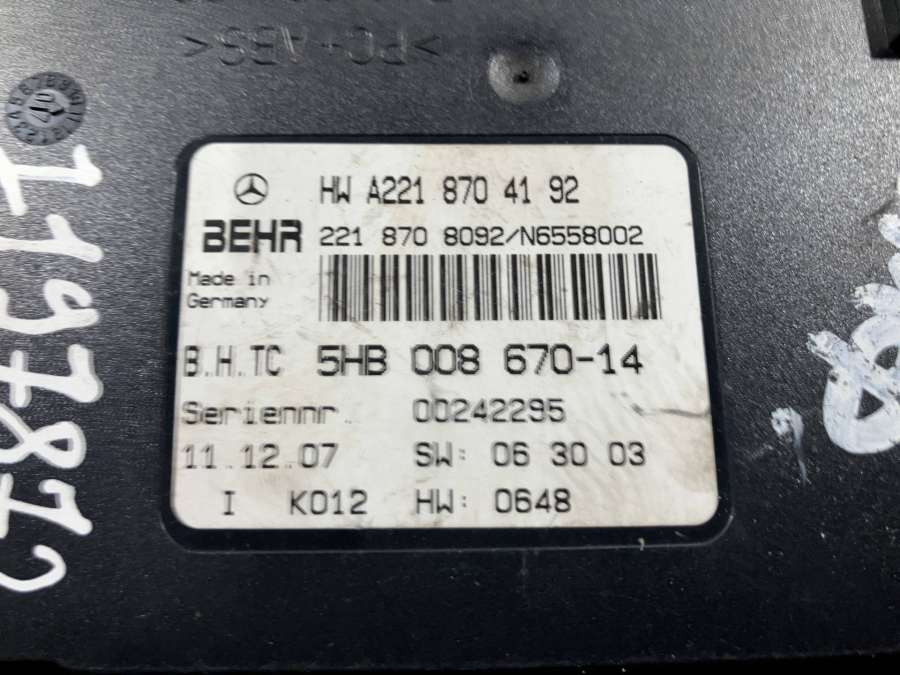 >PC+ABS<
HW A221 870 41 92
BEHR 221 870 8092/N6558002
Made in
Germany
B.H.TC 5HB 008 670-14
Seriennr. 00242295
11.12.07 SW: 06 30 03
I K012 HW: 0648